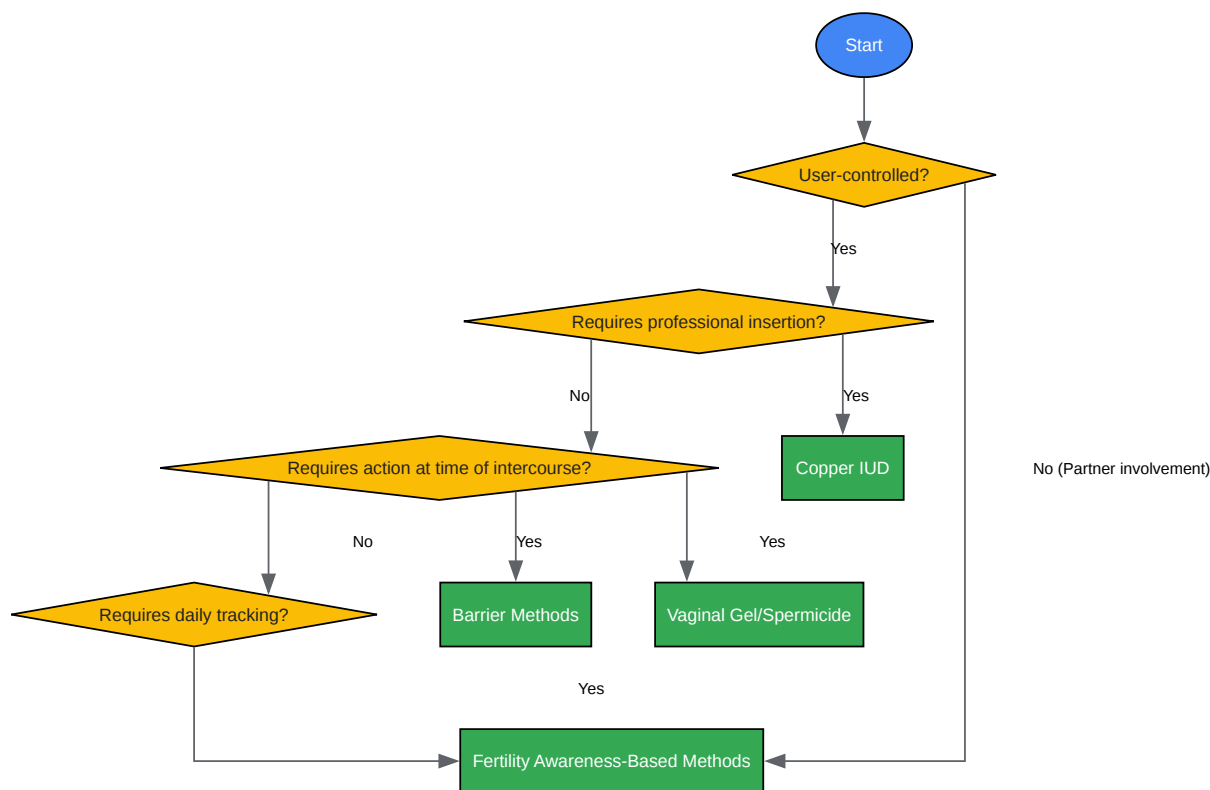 Start
User-controlled?
Yes
Requires professional insertion?
No
Yes
Requires action at time of intercourse?
Copper IUD
No (Partner involvement)
No
Yes
Yes
Requires daily tracking?
Barrier Methods
Vaginal Gel/Spermicide
Yes
Fertility Awareness-Based Methods